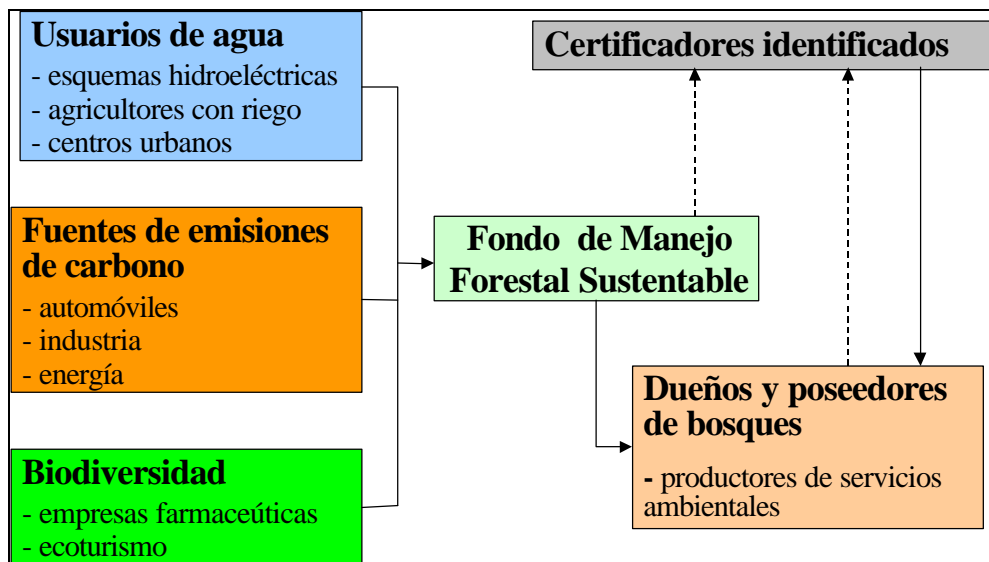 Usuarios de agua
- esquemas hidroeléctricas
- agricultores con riego
- centros urbanos
Fuentes de emisiones
de carbono
- automóviles
- industria
- energía
Biodiversidad
- empresas farmaceúticas
- ecoturismo
Fondo de Manejo
Forestal Sustentable
Certificadores identificados
Dueños y poseedores
de bosques
- productores de servicios
ambientales